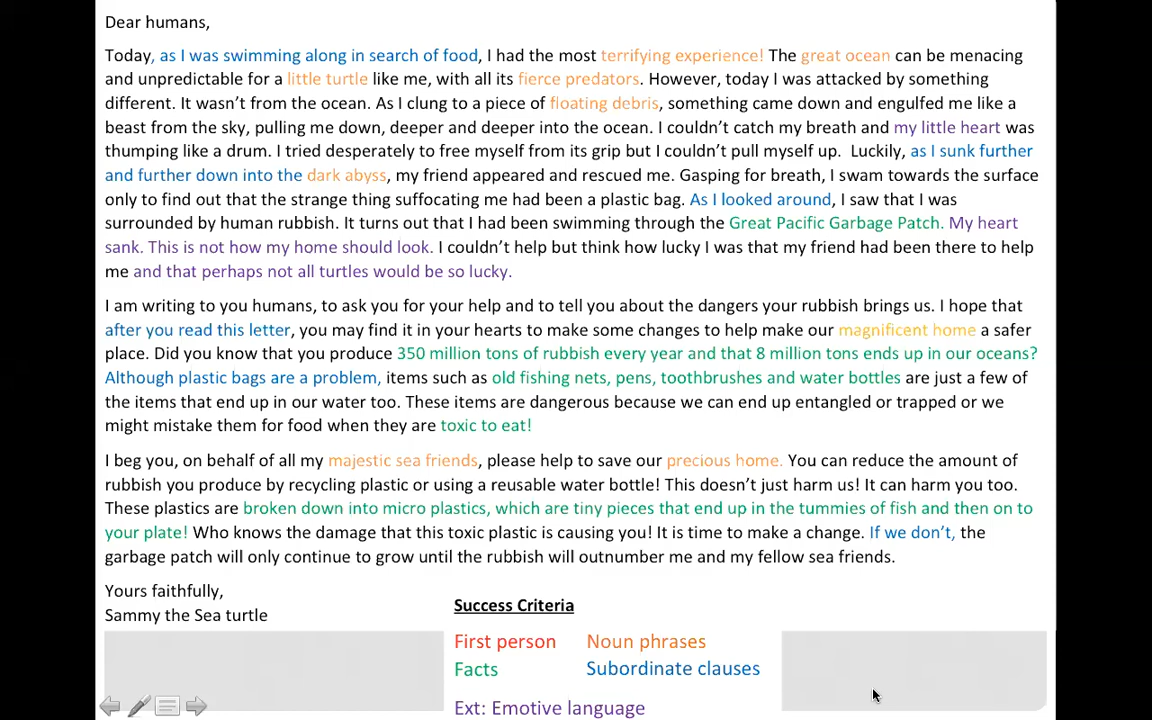 Dear humans,
Today, as I was swimming along in search of food, I had the most terrifying experience! The great ocean can be menacing
and unpredictable for a little turtle like me, with all its fierce predators. However, today I was attacked by something
different. It wasn’t from the ocean. As I clung to a piece of floating debris, something came down and engulfed me like a
beast from the sky, pulling me down, deeper and deeper into the ocean. I couldn’t catch my breath and my little heart was
thumping like a drum. I tried desperately to free myself from its grip but I couldn’t pull myself up.  Luckily, as I sunk further
and further down into the dark abyss, my friend appeared and rescued me. Gasping for breath, I swam towards the surface
only to find out that the strange thing suffocating me had been a plastic bag. As I looked around, I saw that I was
surrounded by human rubbish. It turns out that I had been swimming through the Great Pacific Garbage Patch. My heart
sank. This is not how my home should look. I couldn’t help but think how lucky I was that my friend had been there to help
me and that perhaps not all turtles would be so lucky.
I am writing to you humans, to ask you for your help and to tell you about the dangers your rubbish brings us. I hope that
after you read this letter, you may find it in your hearts to make some changes to help make our magnificent home a safer
place. Did you know that you produce 350 million tons of rubbish every year and that 8 million tons ends up in our oceans?
Although plastic bags are a problem, items such as old fishing nets, pens, toothbrushes and water bottles are just a few of
the items that end up in our water too. These items are dangerous because we can end up entangled or trapped or we
might mistake them for food when they are toxic to eat!
I beg you, on behalf of all my majestic sea friends, please help to save our precious home. You can reduce the amount of
rubbish you produce by recycling plastic or using a reusable water bottle! This doesn’t just harm us! It can harm you too.
These plastics are broken down into micro plastics, which are tiny pieces that end up in the tummies of fish and then on to
your plate! Who knows the damage that this toxic plastic is causing you! It is time to make a change. If we don’t, the
garbage patch will only continue to grow until the rubbish will outnumber me and my fellow sea friends.
Yours faithfully,
Sammy the Sea turtle
Success Criteria
First person Noun phrases
Facts Subordinate clauses
Ext: Emotive language